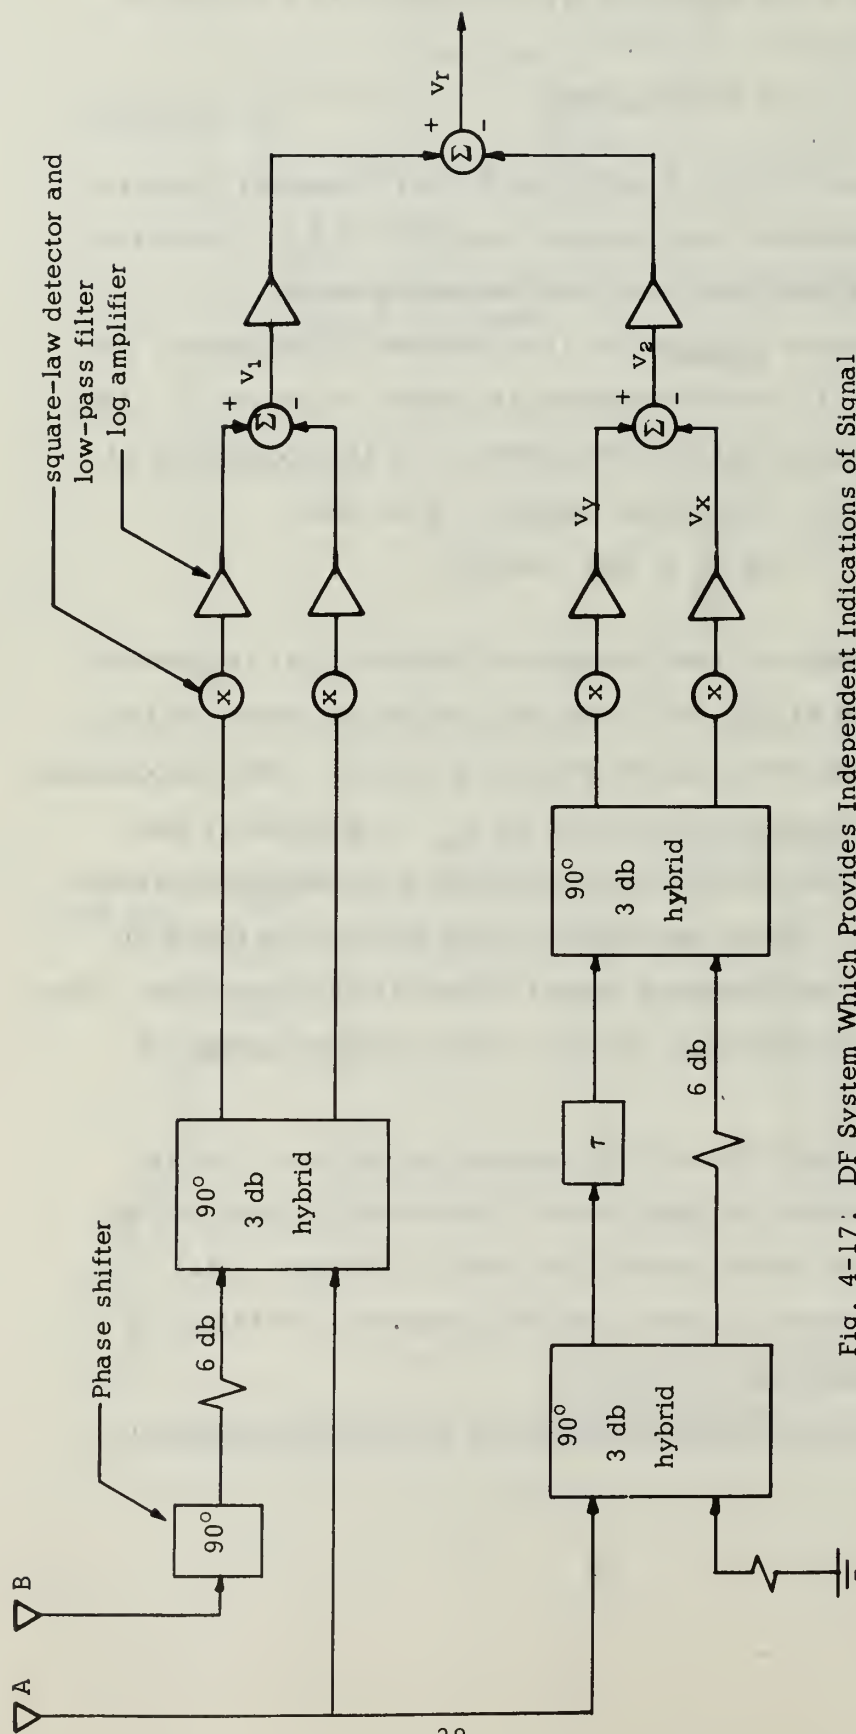 A
B
Phase shifter
90°
6 db
90°
3 db
hybrid
square-law detector and
low-pass filter
log amplifier
x
x
+
Σ
-
v1
+
Σ
-
vr
90°
3 db
hybrid
τ
6 db
90°
3 db
hybrid
x
x
vy
vx
+
Σ
-
v2
38
Fig. 4-17. DF System Which Provides Independent Indications of Signal